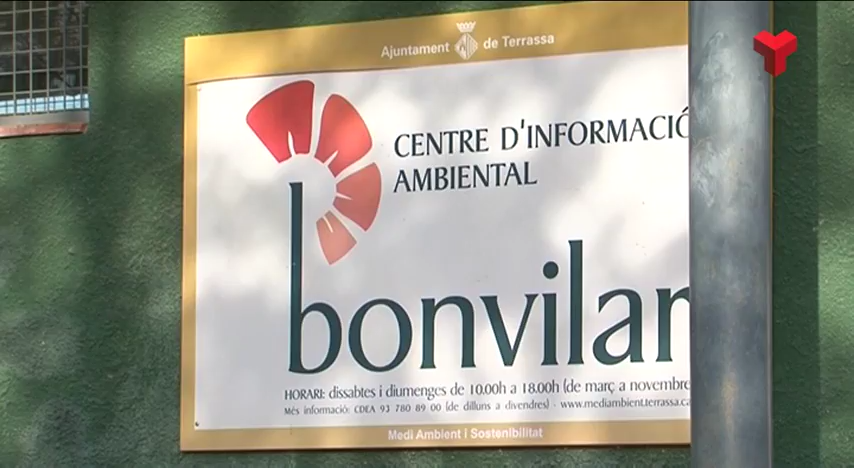 Ajuntament de Terrassa
CENTRE D'INFORMACIÓ
AMBIENTAL
bonvilar
HORARI: dissabtes i diumenges de 10.00h a 18.00h (de març a novembre
Més informació: CDEA 93 780 89 00 (de dilluns a divendres) - www.mediambient.terrassa.ca
Medi Ambient i Sostenibilitat